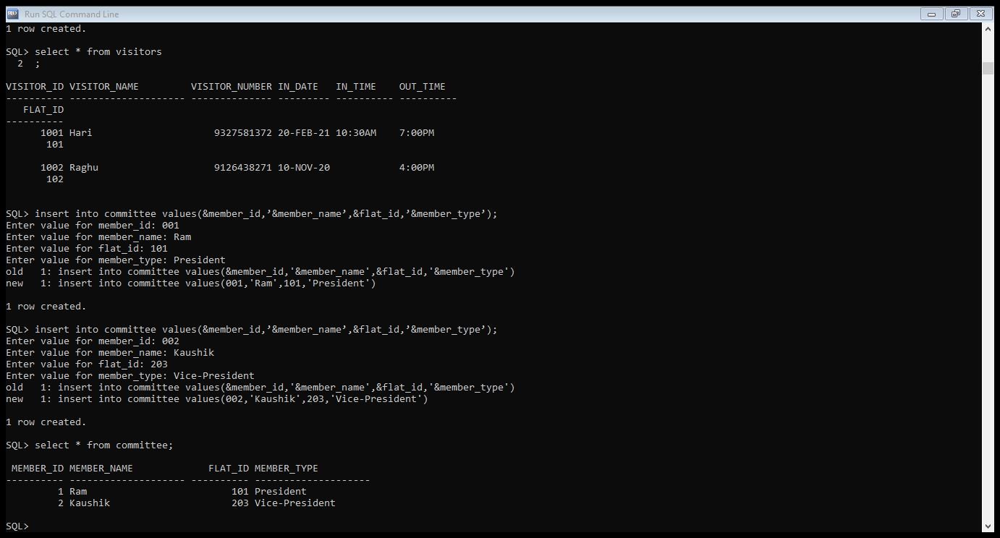 SQL> Run SQL Command Line
1 row created.
SQL> select * from visitors
  2  ;
VISITOR_ID VISITOR_NAME         VISITOR_NUMBER IN_DATE   IN_TIME    OUT_TIME
---------- -------------------- -------------- --------- ---------- ----------
   FLAT_ID
----------
      1001 Hari                     9327581372 20-FEB-21 10:30AM    7:00PM
       101
      1002 Raghu                    9126438271 10-NOV-20            4:00PM
       102
SQL> insert into committee values(&member_id,’&member_name’,&flat_id,’&member_type’);
Enter value for member_id: 001
Enter value for member_name: Ram
Enter value for flat_id: 101
Enter value for member_type: President
old   1: insert into committee values(&member_id,'&member_name',&flat_id,'&member_type')
new   1: insert into committee values(001,'Ram',101,'President')
1 row created.
SQL> insert into committee values(&member_id,’&member_name’,&flat_id,’&member_type’);
Enter value for member_id: 002
Enter value for member_name: Kaushik
Enter value for flat_id: 203
Enter value for member_type: Vice-President
old   1: insert into committee values(&member_id,'&member_name',&flat_id,'&member_type')
new   1: insert into committee values(002,'Kaushik',203,'Vice-President')
1 row created.
SQL> select * from committee;
 MEMBER_ID MEMBER_NAME             FLAT_ID MEMBER_TYPE
---------- -------------------- ---------- --------------------
         1 Ram                         101 President
         2 Kaushik                     203 Vice-President
SQL>